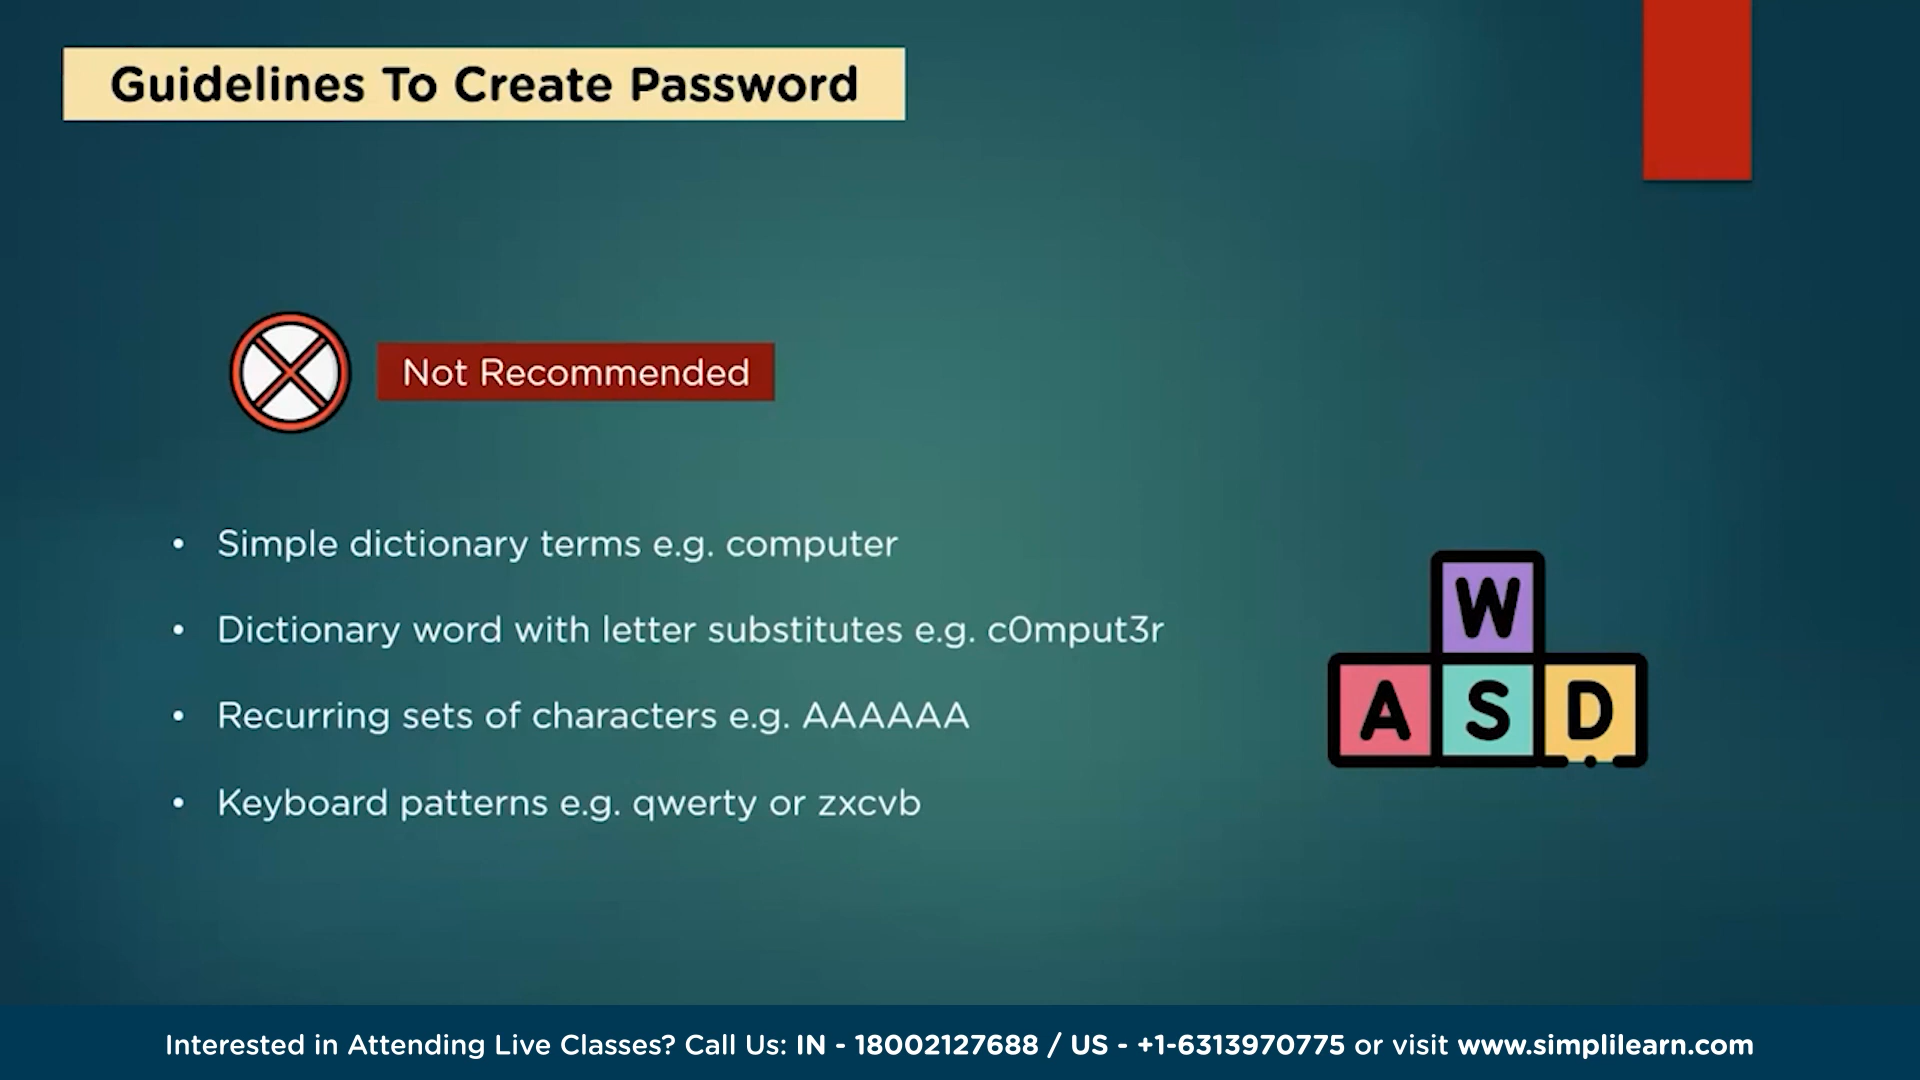 Guidelines To Create Password
Not Recommended
• Simple dictionary terms e.g. computer
• Dictionary word with letter substitutes e.g. c0mput3r
• Recurring sets of characters e.g. AAAAAA
• Keyboard patterns e.g. qwerty or zxcvb
W
A S D
Interested in Attending Live Classes? Call Us: IN - 18002127688 / US - +1-6313970775 or visit www.simplilearn.com